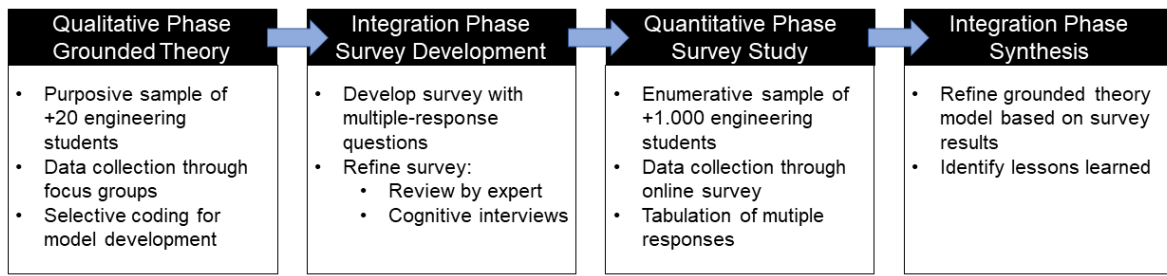 Qualitative Phase
Grounded Theory
• Purposive sample of
+20 engineering
students
• Data collection through
focus groups
• Selective coding for
model development
Integration Phase
Survey Development
• Develop survey with
multiple-response
questions
• Refine survey:
• Review by expert
• Cognitive interviews
Quantitative Phase
Survey Study
• Enumerative sample of
+1.000 engineering
students
• Data collection through
online survey
• Tabulation of mutiple
responses
Integration Phase
Synthesis
• Refine grounded theory
model based on survey
results
• Identify lessons learned